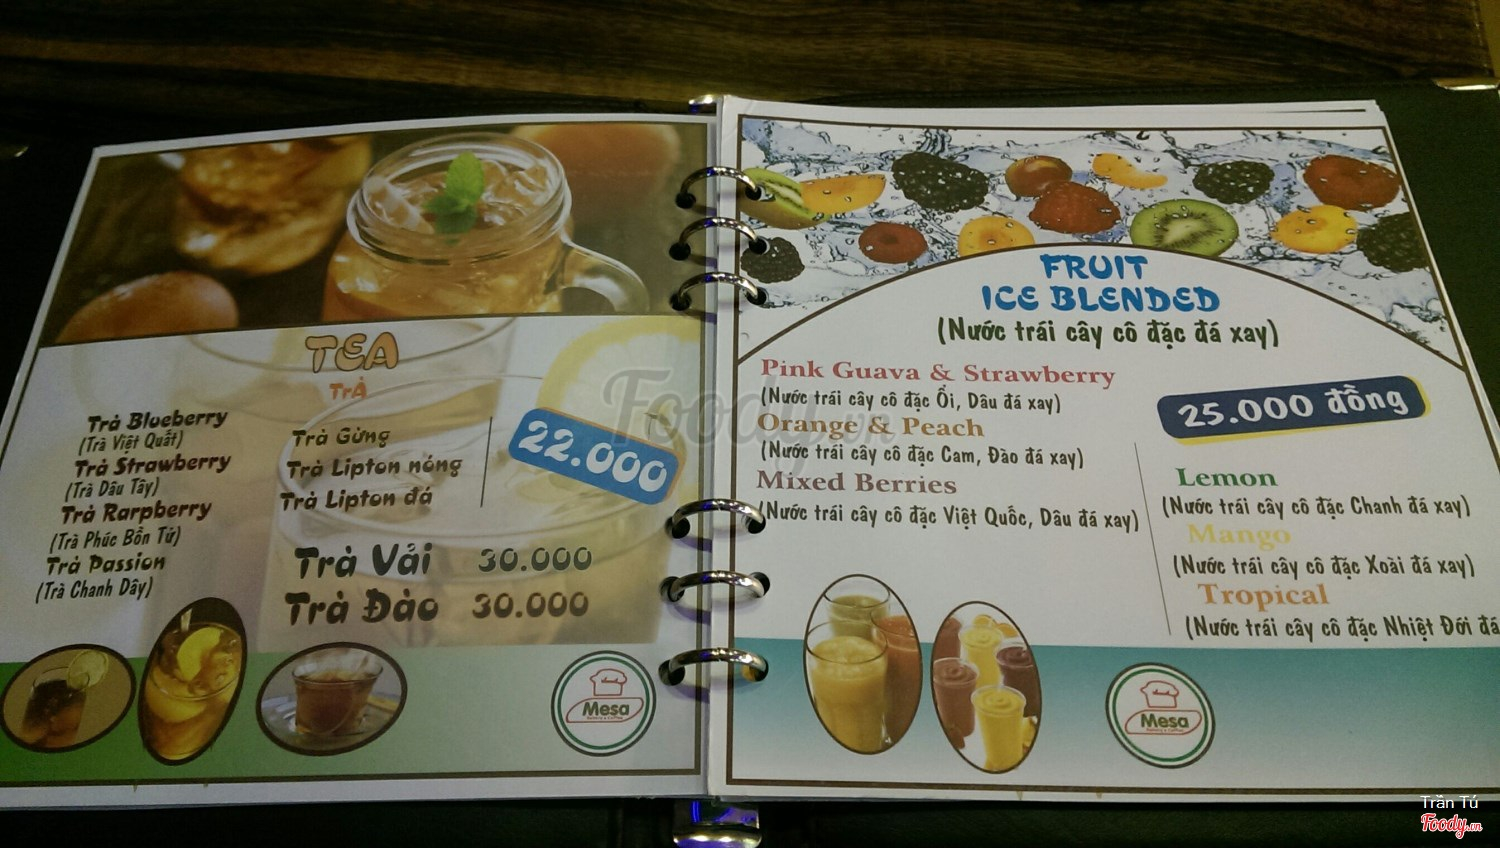 TEA
TRÀ
Trà Blueberry
(Trà Việt Quất)
Trà Strawberry
(Trà Dâu Tây)
Trà Rarpberry
(Trà Phúc Bồn Tử)
Trà Passion
(Trà Chanh Dây)
Trà Gừng
Trà Lipton nóng
Trà Lipton đá
22.000
Trà Vải 30.000
Trà Đào 30.000
Mesa
FRUIT
ICE BLENDED
(Nước trái cây cô đặc đá xay)
Pink Guava & Strawberry
(Nước trái cây cô đặc Ổi, Dâu đá xay)
Orange & Peach
(Nước trái cây cô đặc Cam, Đào đá xay)
Mixed Berries
(Nước trái cây cô đặc Việt Quốc, Dâu đá xay)
25.000 đồng
Lemon
(Nước trái cây cô đặc Chanh đá xay)
Mango
(Nước trái cây cô đặc Xoài đá xay)
Tropical
(Nước trái cây cô đặc Nhiệt Đới đá
Mesa
Foody.vn
Trần Tú
Foody.vn